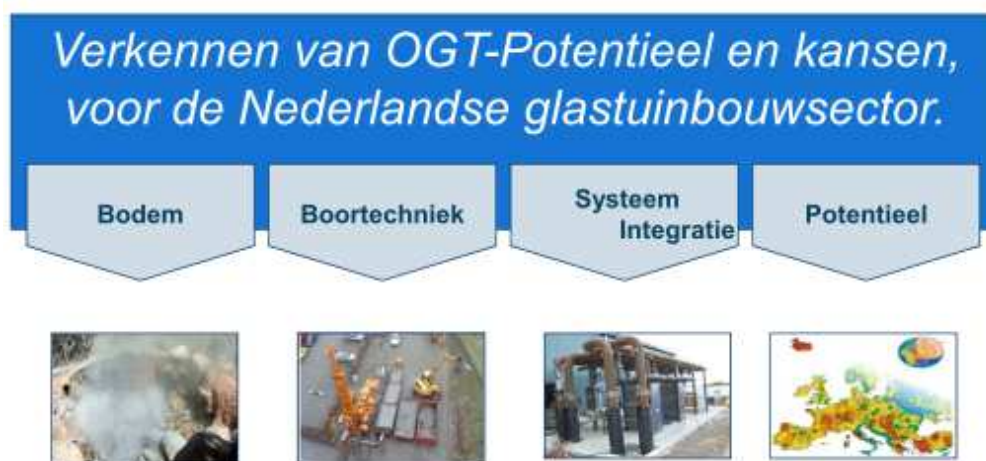 Verkennen van OGT-Potentieel en kansen,
voor de Nederlandse glastuinbouwsector.
Bodem
Boortechniek
Systeem
Integratie
Potentieel